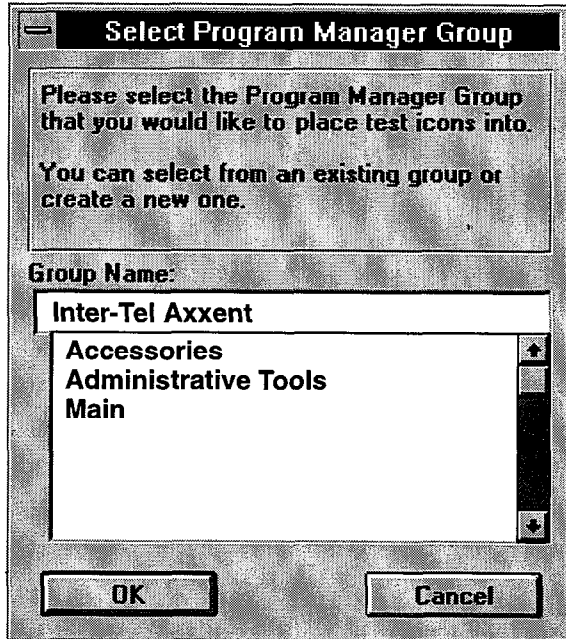 Select Program Manager Group
Please select the Program Manager Group
that you would like to place test icons into.
You can select from an existing group or
create a new one.
Group Name:
Inter-Tel Axxent
Accessories
Administrative Tools
Main
OK
Cancel